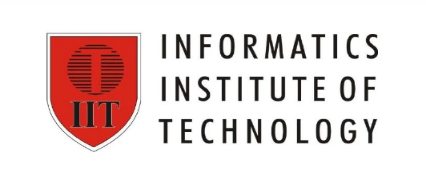 IIT
INFORMATICS
INSTITUTE OF
TECHNOLOGY